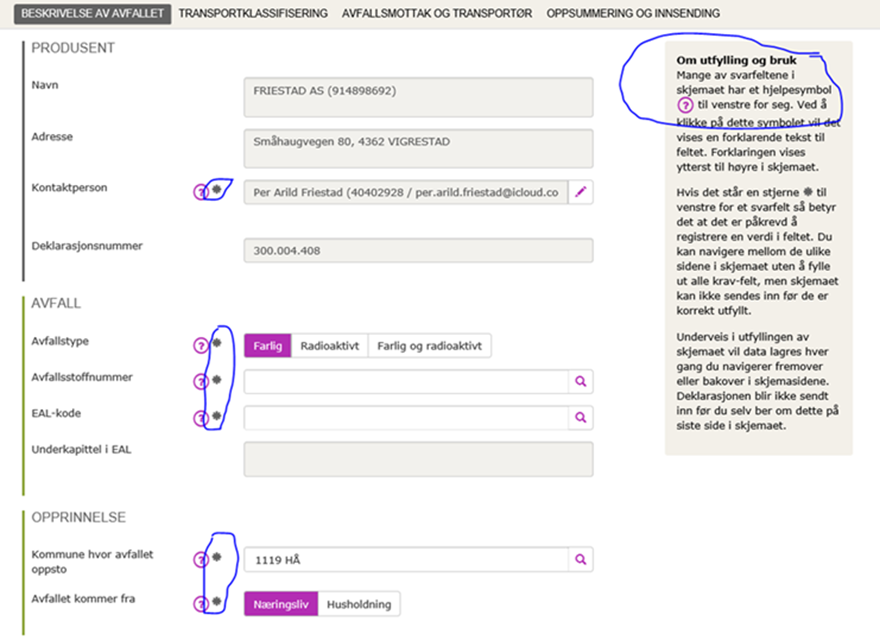 BESKRIVELSE AV AVFALLET TRANSPORTKLASSIFISERING AVFALLSMOTTAK OG TRANSPORTØR OPPSUMMERING OG INNSENDING
PRODUSENT
Navn
FRIESTAD AS (914898692)
Adresse
Småhaugvegen 80, 4362 VIGRESTAD
Kontaktperson
Per Arild Friestad (40402928 / per.arild.friestad@icloud.co
Deklarasjonsnummer
300.004.408
AVFALL
Avfallstype
Farlig Radioaktivt Farlig og radioaktivt
Avfallsstoffnummer
EAL-kode
Underkapittel i EAL
OPPRINNELSE
Kommune hvor avfallet
oppsto
1119 HÅ
Avfallet kommer fra
Næringsliv Husholdning
Om utfylling og bruk
Mange av svarfeltene i
skjemaet har et hjelpesymbol
? til venstre for seg. Ved å
klikke på dette symbolet vil det
vises en forklarende tekst til
feltet. Forklaringen vises
ytterst til høyre i skjemaet.
Hvis det står en stjerne ✹ til
venstre for et svarfelt så betyr
det at det er påkrevd å
registrere en verdi i feltet. Du
kan navigere mellom de ulike
sidene i skjemaet uten å fylle
ut alle krav-felt, men skjemaet
kan ikke sendes inn før de er
korrekt utfyllt.
Underveis i utfyllingen av
skjemaet vil data lagres hver
gang du navigerer fremover
eller bakover i skjemasidene.
Deklarasjonen blir ikke sendt
inn før du selv ber om dette på
siste side i skjemaet.